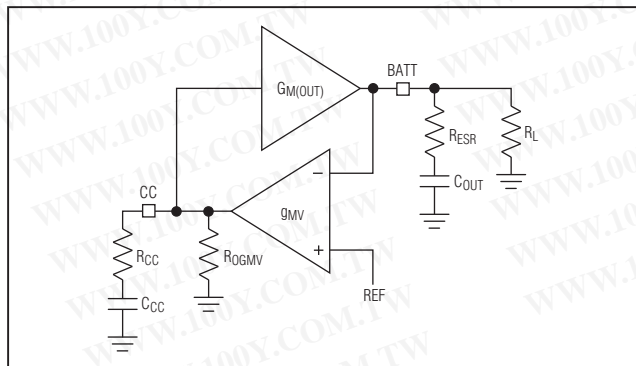 BATT
GM(OUT)
RESR
RL
COUT
−
gMV
+
CC
RCC
ROGMV
CCC
REF
WWW.100Y.COM.TW